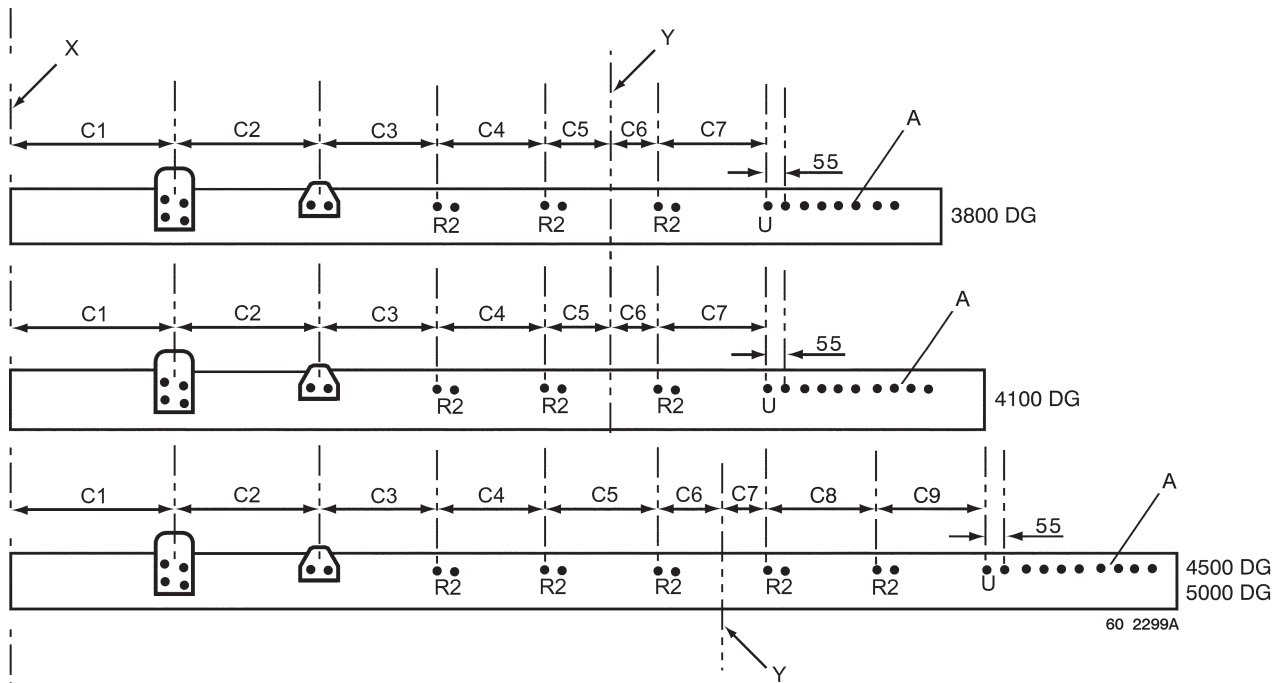 X
Y
C1 C2 C3 C4 C5 C6 C7
A
55
R2 R2 R2 U
3800 DG
C1 C2 C3 C4 C5 C6 C7
A
55
R2 R2 R2 U
4100 DG
C1 C2 C3 C4 C5 C6 C7 C8 C9
A
55
R2 R2 R2 R2 R2 U
4500 DG
5000 DG
60 2299A
Y